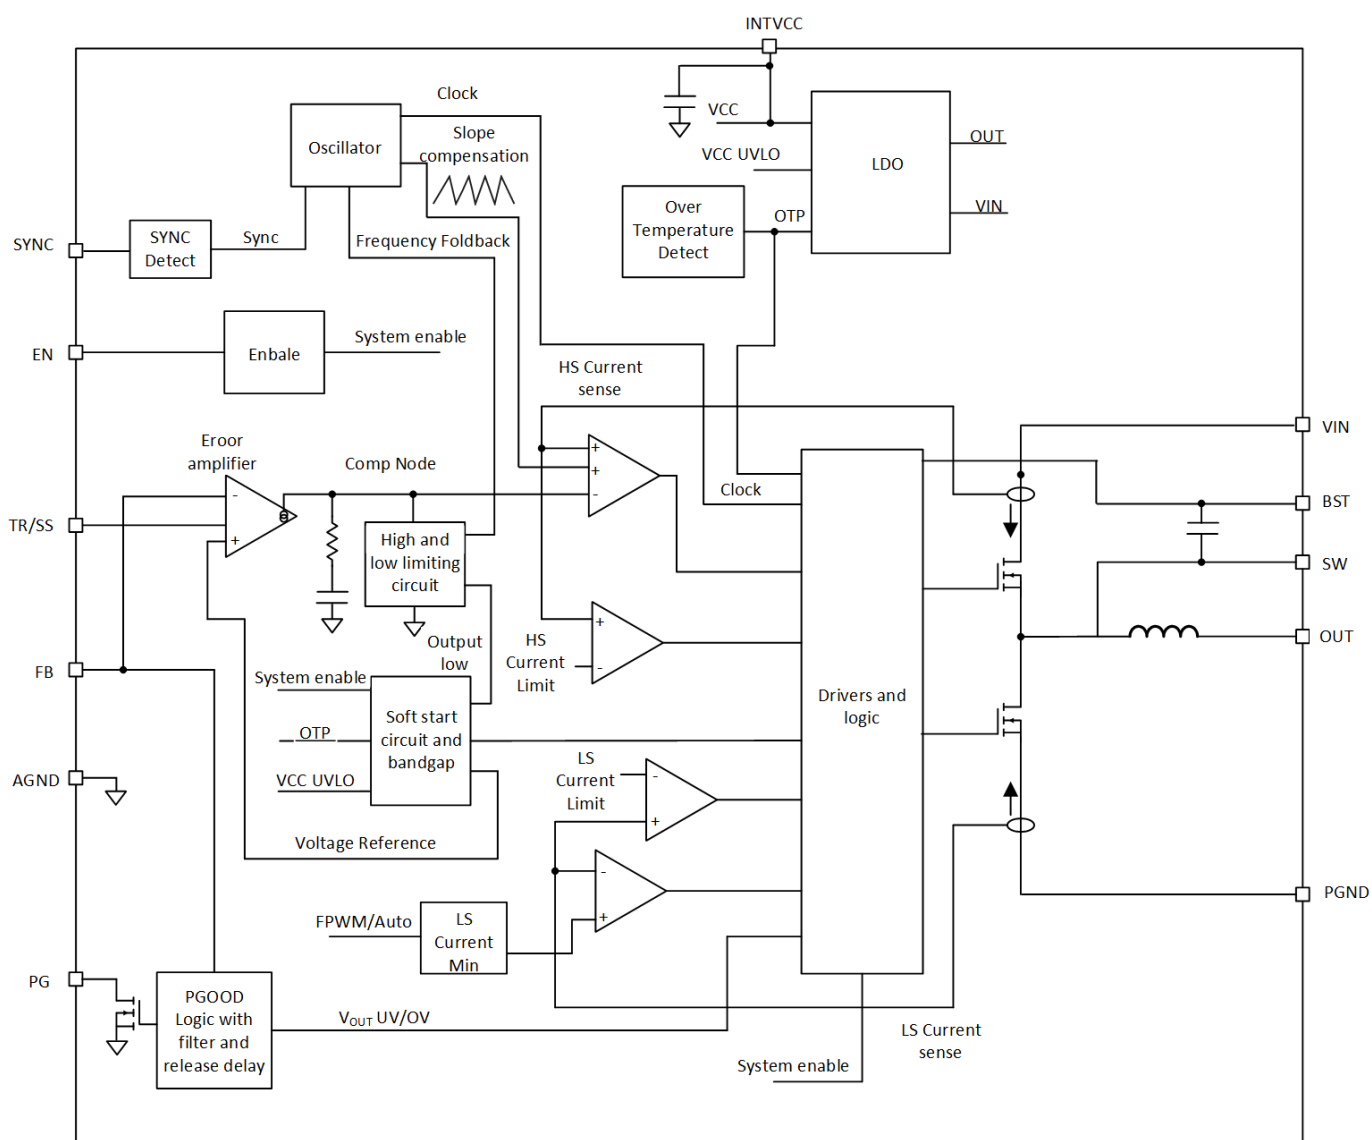 INTVCC
Clock
Oscillator
Slope
compensation
VCC
VCC UVLO
LDO
OUT
VIN
Over
Temperature
Detect
OTP
SYNC
SYNC
Detect
Sync
Frequency Foldback
EN
Enbale
System enable
HS Current
sense
VIN
Eroor
amplifier
Comp Node
-
+
+
+
-
Clock
BST
TR/SS
High and
low limiting
circuit
SW
Output
low
HS
Current
Limit
+
-
OUT
FB
System enable
Soft start
circuit and
bandgap
OTP
VCC UVLO
Drivers and
logic
AGND
LS
Current
Limit
-
+
Voltage Reference
-
+
PGND
FPWM/Auto
LS
Current
Min
PG
PGOOD
Logic with
filter and
release delay
VOUT UV/OV
LS Current
sense
System enable